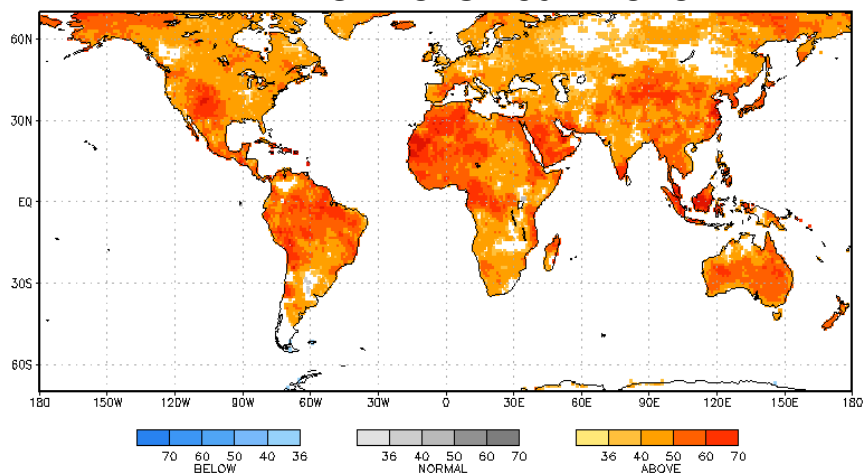 60N
30N
EQ
30S
60S
180 150W 120W 90W 60W 30W 0 30E 60E 90E 120E 150E 180
70 60 50 40 36 36 40 50 60 70 36 40 50 60 70
BELOW NORMAL ABOVE